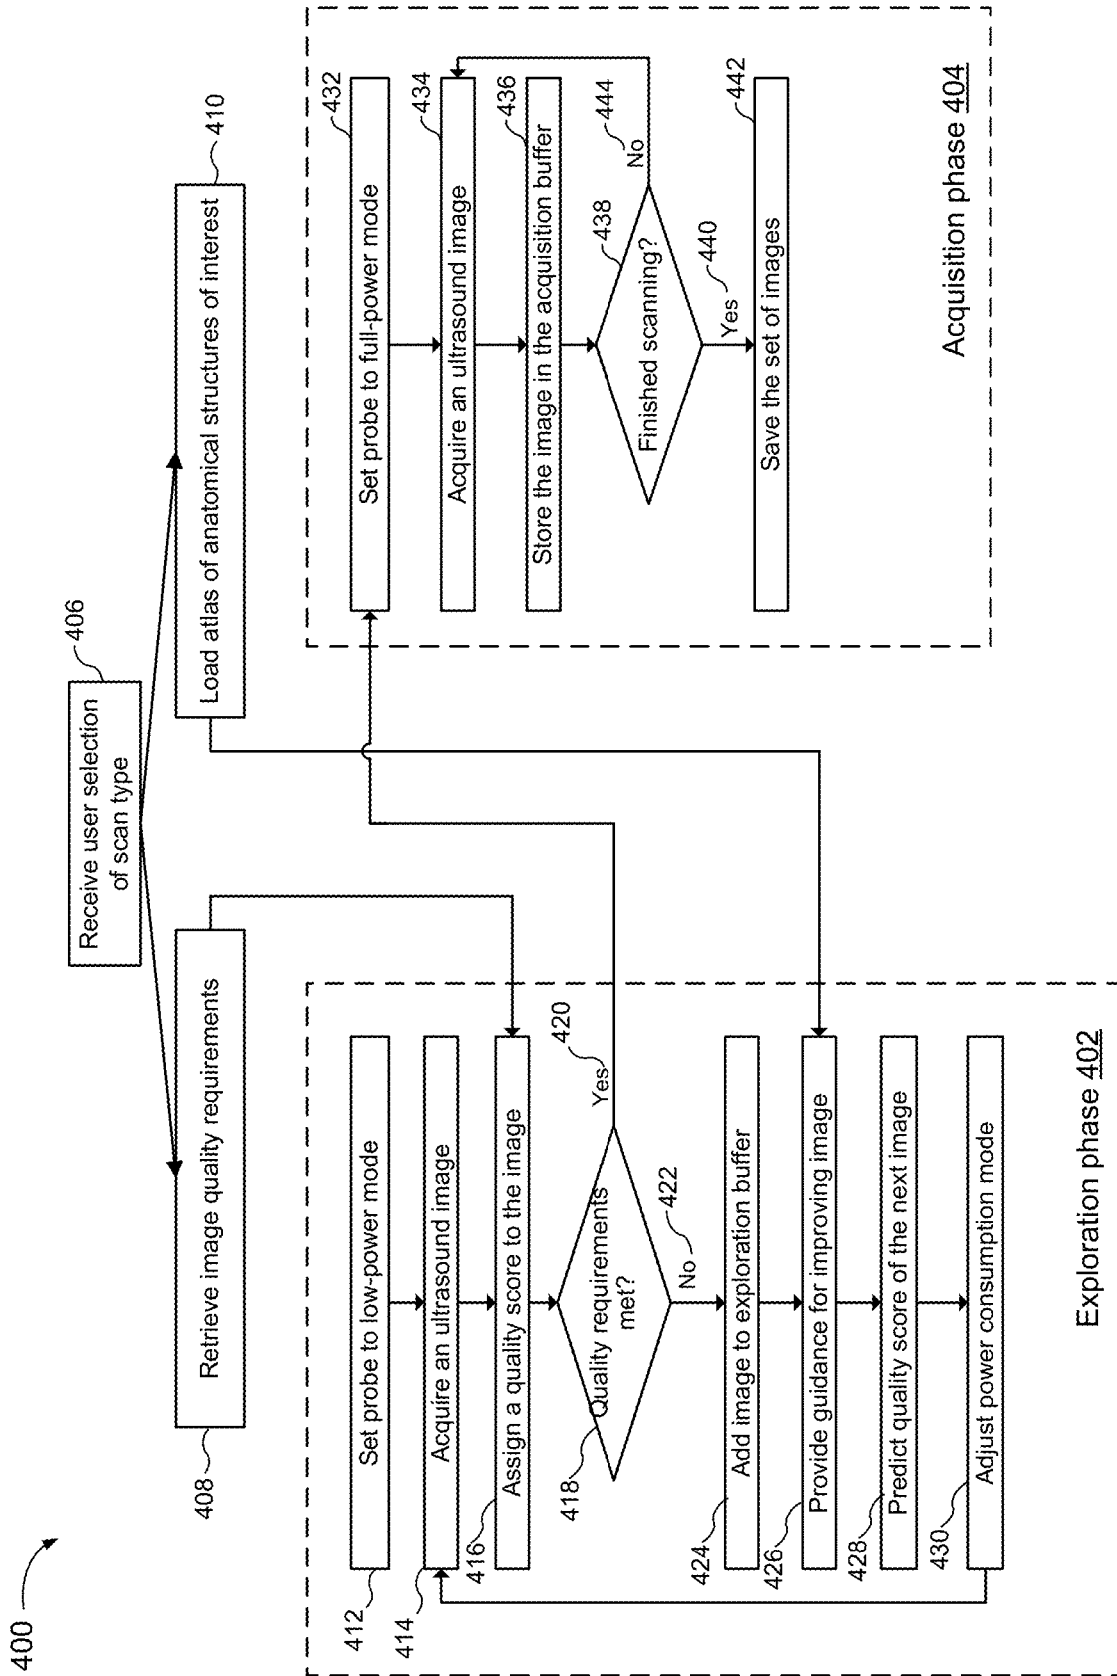 400
Receive user selection
of scan type
406
Retrieve image quality requirements
408
Load atlas of anatomical structures of interest
410
Set probe to low-power mode
412
Acquire an ultrasound image
414
Assign a quality score to the image
416
Quality requirements
met?
418
Yes
420
No
422
Add image to exploration buffer
424
Provide guidance for improving image
426
Predict quality score of the next image
428
Adjust power consumption mode
430
Exploration phase 402
Set probe to full-power mode
432
Acquire an ultrasound image
434
Store the image in the acquisition buffer
436
Finished scanning?
438
No
444
Yes
440
Save the set of images
442
Acquisition phase 404